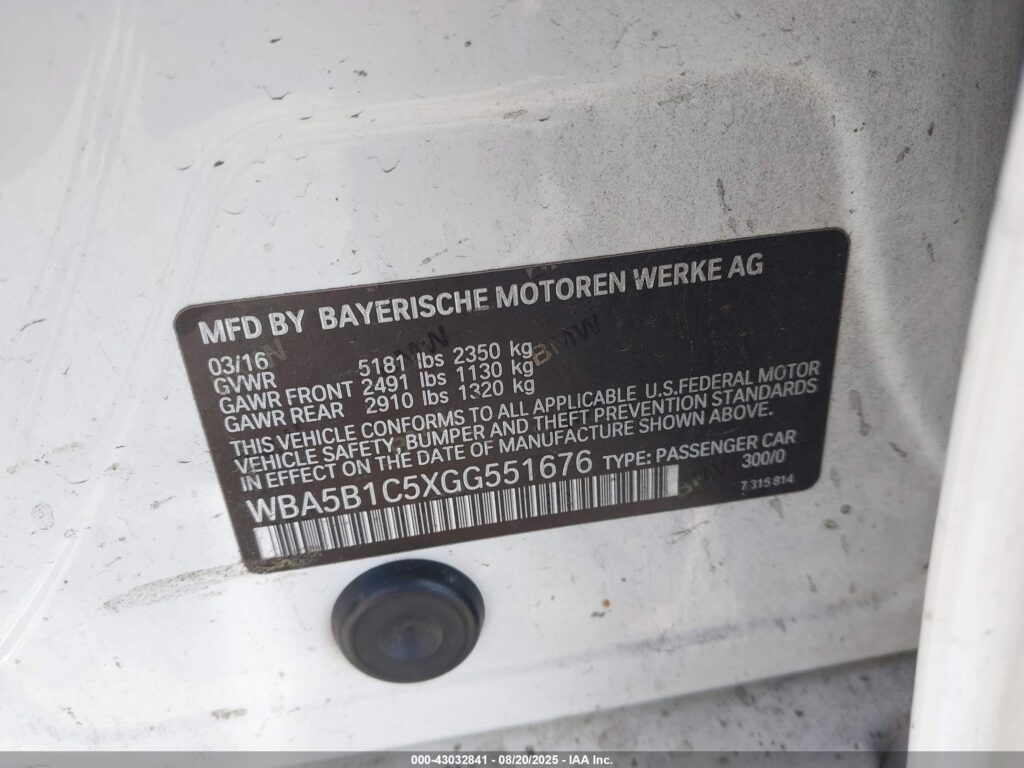 MFD BY BAYERISCHE MOTOREN WERKE AG
03/16
GVWR 5181 lbs 2350 kg
GAWR FRONT 2491 lbs 1130 kg
GAWR REAR 2910 lbs 1320 kg
THIS VEHICLE CONFORMS TO ALL APPLICABLE U.S.FEDERAL MOTOR
VEHICLE SAFETY, BUMPER AND THEFT PREVENTION STANDARDS
IN EFFECT ON THE DATE OF MANUFACTURE SHOWN ABOVE.
WBA5B1C5XGG551676 TYPE: PASSENGER CAR
300/0
7 315 814
BMW
000-43032841 - 08/20/2025 - IAA Inc.